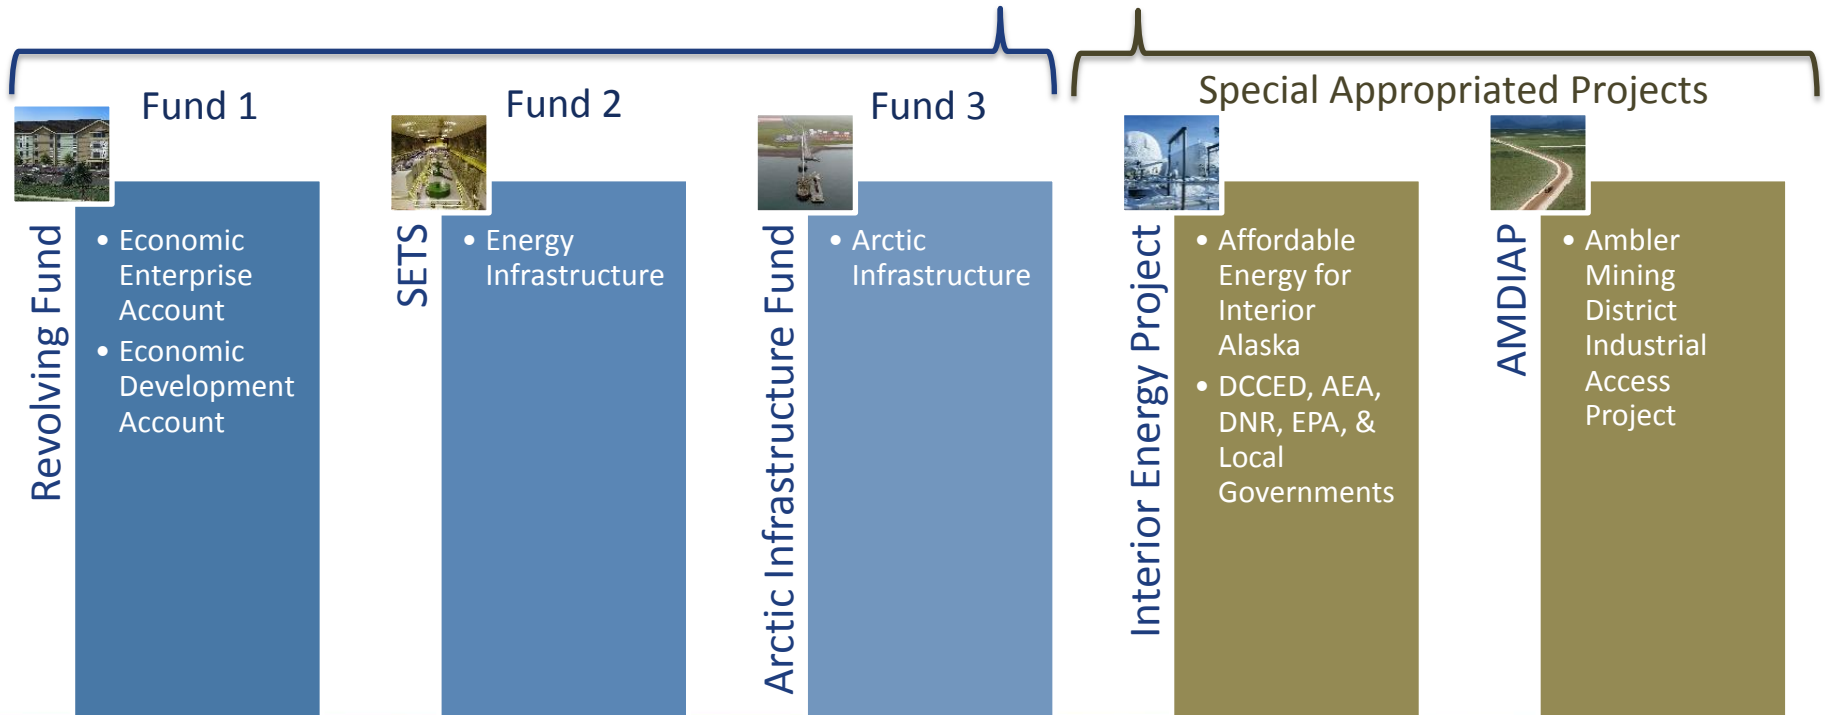 Fund 1
Fund 2
Fund 3
Special Appropriated Projects
Revolving Fund
• Economic
Enterprise
Account
• Economic
Development
Account
SETS
• Energy
Infrastructure
Arctic Infrastructure Fund
• Arctic
Infrastructure
Interior Energy Project
• Affordable
Energy for
Interior
Alaska
• DCCED, AEA,
DNR, EPA, &
Local
Governments
AMDIAP
• Ambler
Mining
District
Industrial
Access
Project